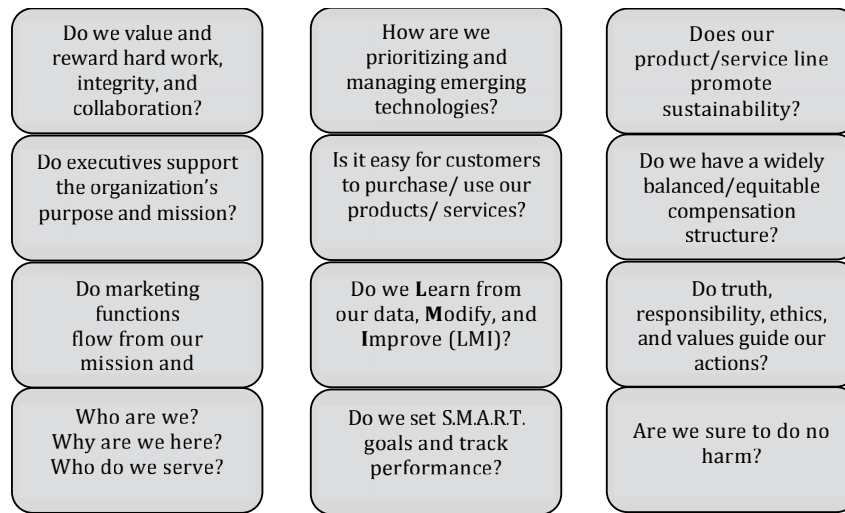 Do we value and
reward hard work,
integrity, and
collaboration?
How are we
prioritizing and
managing emerging
technologies?
Does our
product/service line
promote
sustainability?
Do executives support
the organization's
purpose and mission?
Is it easy for customers
to purchase/ use our
products/ services?
Do we have a widely
balanced/equitable
compensation
structure?
Do marketing
functions
flow from our
mission and
Do we Learn from
our data, Modify, and
Improve (LMI)?
Do truth,
responsibility, ethics,
and values guide our
actions?
Who are we?
Why are we here?
Who do we serve?
Do we set S.M.A.R.T.
goals and track
performance?
Are we sure to do no
harm?